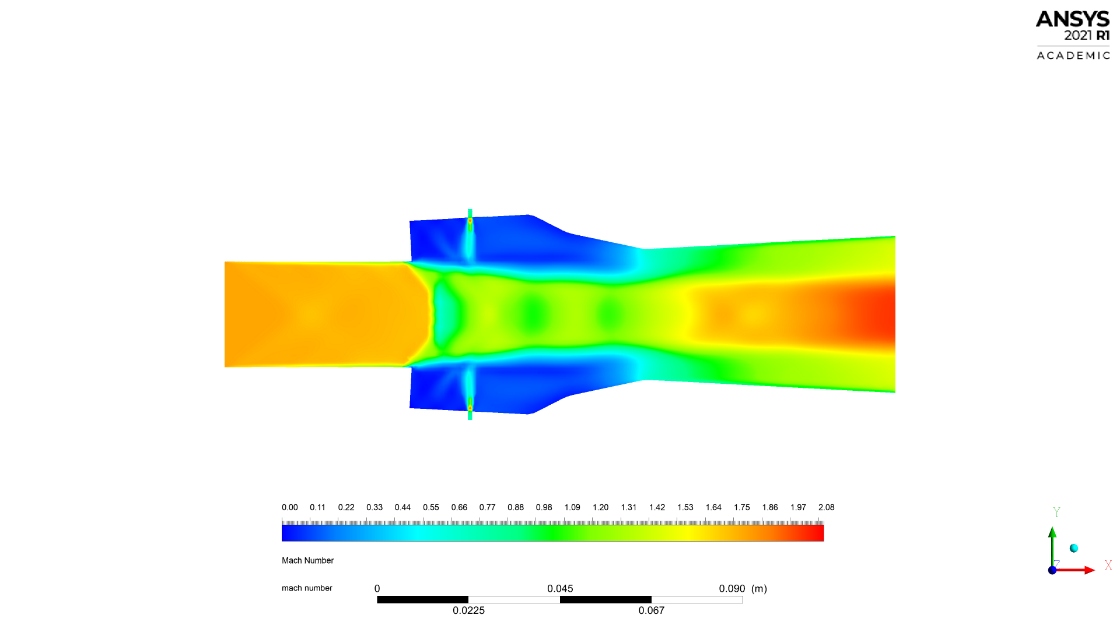 ANSYS
2021 R1
ACADEMIC
0.00 0.11 0.22 0.33 0.44 0.55 0.66 0.77 0.88 0.98 1.09 1.20 1.31 1.42 1.53 1.64 1.75 1.86 1.97 2.08
Mach Number
mach number
0 0.045 0.090 (m)
0.0225 0.067
Y
Z X